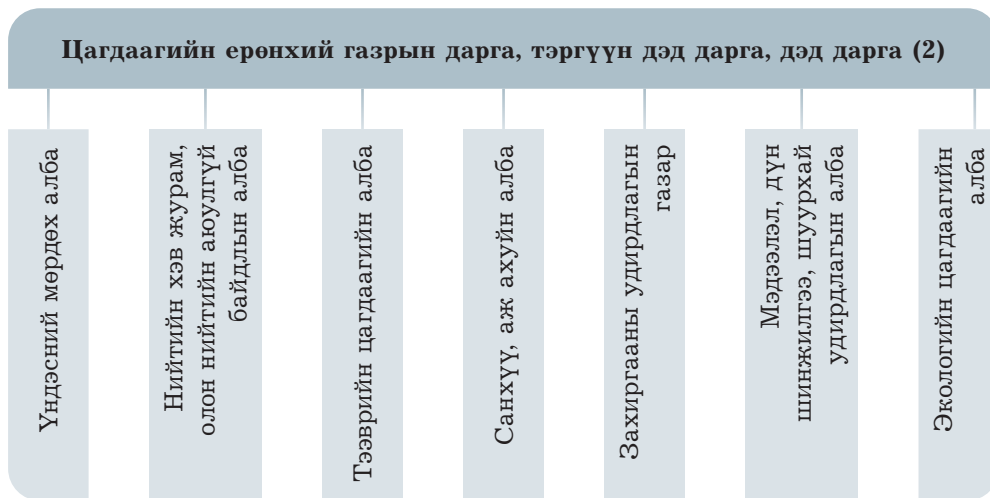 Цагдаагийн ерөнхий газрын дарга, тэргүүн дэд дарга, дэд дарга (2)
Үндэсний мөрдөх алба
Нийтийн хэв журам,
олон нийтийн аюулгүй
байдлын алба
Тээврийн цагдаагийн алба
Санхүү, аж ахуйн алба
Захиргааны удирдлагын
газар
Мэдээлэл, дүн
шинжилгээ, шуурхай
удирдлагын алба
Экологийн цагдаагийн
алба